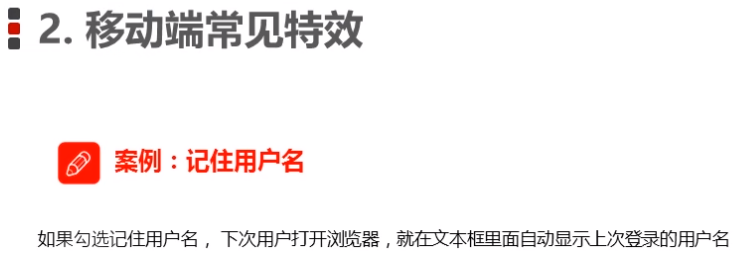 2. 移动端常见特效
案例：记住用户名
如果勾选记住用户名， 下次用户打开浏览器，就在文本框里面自动显示上次登录的用户名